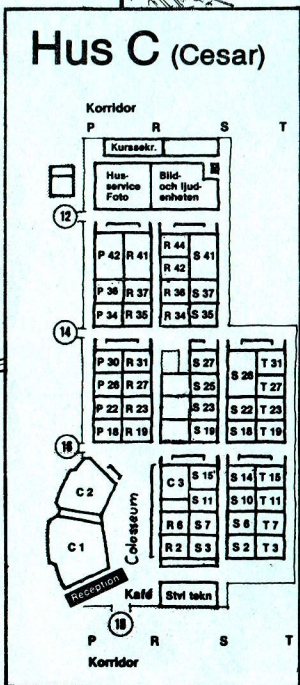 Hus C (Cesar)
Korridor
P R S T
Kurssekr.
Hus-
service
Foto
Bild-
och ljud-
enheten
12
P 42 R 41 R 44 S 41
R 42
P 36 R 37 R 36 S 37
P 34 R 35 R 34 S 35
14
P 30 R 31 S 27 S 28 T 31
P 26 R 27 S 25 T 27
P 22 R 23 S 23 S 22 T 23
P 18 R 19 S 19 S 18 T 19
16
C 2 C 3 S 15 S 14 T 15
S 11 S 10 T 11
C 1 Colosseum R 6 S 7 S 6 T 7
R 2 S 3 S 2 T 3
Reception
Kafé Styl tekn
18
P R S T
Korridor